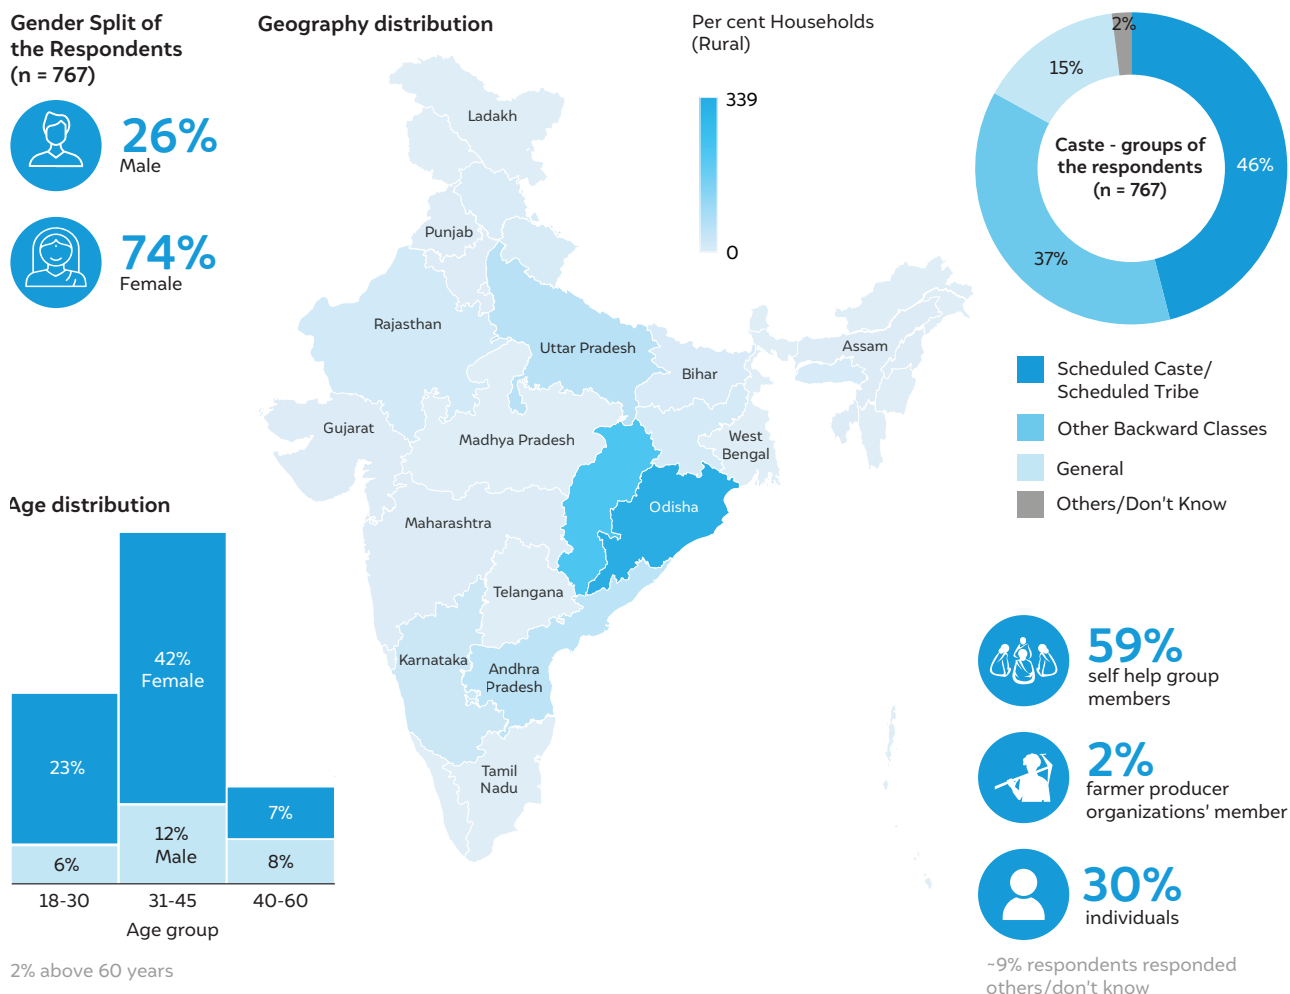 Gender Split of
the Respondents
(n = 767)
26%
Male
74%
Female
Geography distribution
Per cent Households
(Rural)
339
0
Ladakh
Punjab
Rajasthan
Uttar Pradesh
Bihar
Assam
Gujarat
Madhya Pradesh
West
Bengal
Odisha
Maharashtra
Telangana
Karnataka
Andhra
Pradesh
Tamil
Nadu
2%
15%
46%
37%
Caste - groups of
the respondents
(n = 767)
Scheduled Caste/
Scheduled Tribe
Other Backward Classes
General
Others/Don't Know
Age distribution
42%
Female
23%
7%
12%
Male
6%
8%
18-30
31-45
40-60
Age group
2% above 60 years
59%
self help group
members
2%
farmer producer
organizations' member
30%
individuals
~9% respondents responded
others/don't know